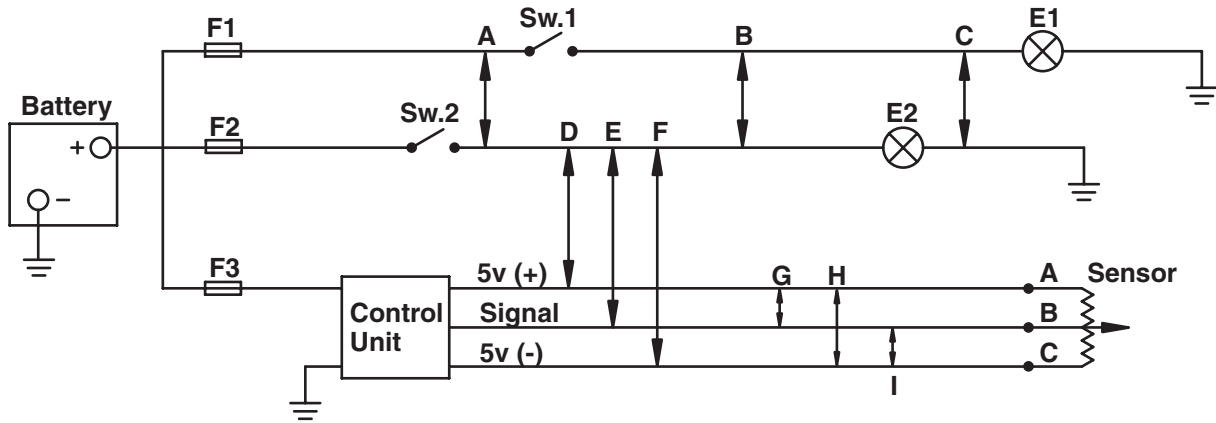 F1 A Sw.1 B C E1
Battery
+
-
F2 Sw.2 D E F E2
F3
Control
Unit
5v (+) G H A Sensor
Signal B
5v (-) C
I